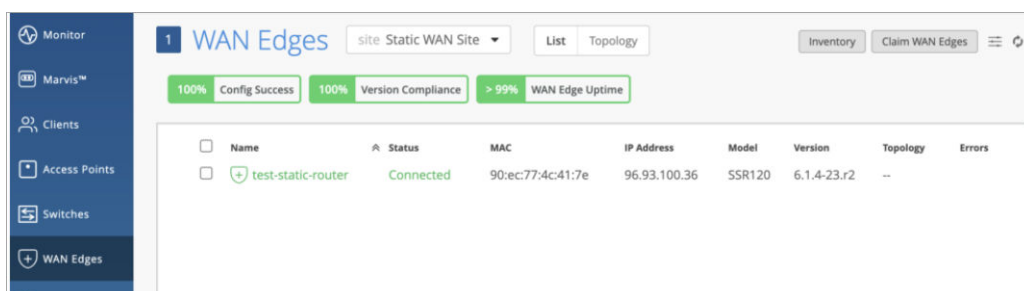 Monitor
Marvis™
Clients
Access Points
Switches
WAN Edges
1 WAN Edges site Static WAN Site List Topology Inventory Claim WAN Edges
100% Config Success 100% Version Compliance > 99% WAN Edge Uptime
Name Status MAC IP Address Model Version Topology Errors
test-static-router Connected 90:ec:77:4c:41:7e 96.93.100.36 SSR120 6.1.4-23.r2 --